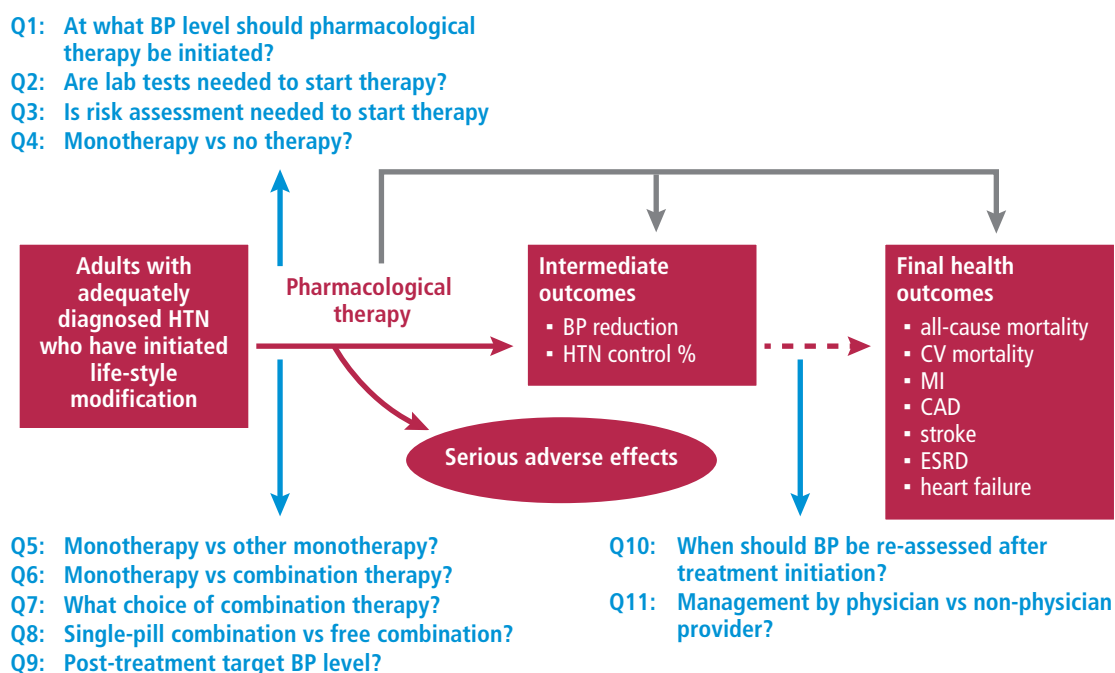 Q1: At what BP level should pharmacological
therapy be initiated?
Q2: Are lab tests needed to start therapy?
Q3: Is risk assessment needed to start therapy
Q4: Monotherapy vs no therapy?
Adults with
adequately
diagnosed HTN
who have initiated
life-style
modification
Pharmacological
therapy
Intermediate
outcomes
▪ BP reduction
▪ HTN control %
Final health
outcomes
▪ all-cause mortality
▪ CV mortality
▪ MI
▪ CAD
▪ stroke
▪ ESRD
▪ heart failure
Serious adverse effects
Q5: Monotherapy vs other monotherapy?
Q6: Monotherapy vs combination therapy?
Q7: What choice of combination therapy?
Q8: Single-pill combination vs free combination?
Q9: Post-treatment target BP level?
Q10: When should BP be re-assessed after
treatment initiation?
Q11: Management by physician vs non-physician
provider?